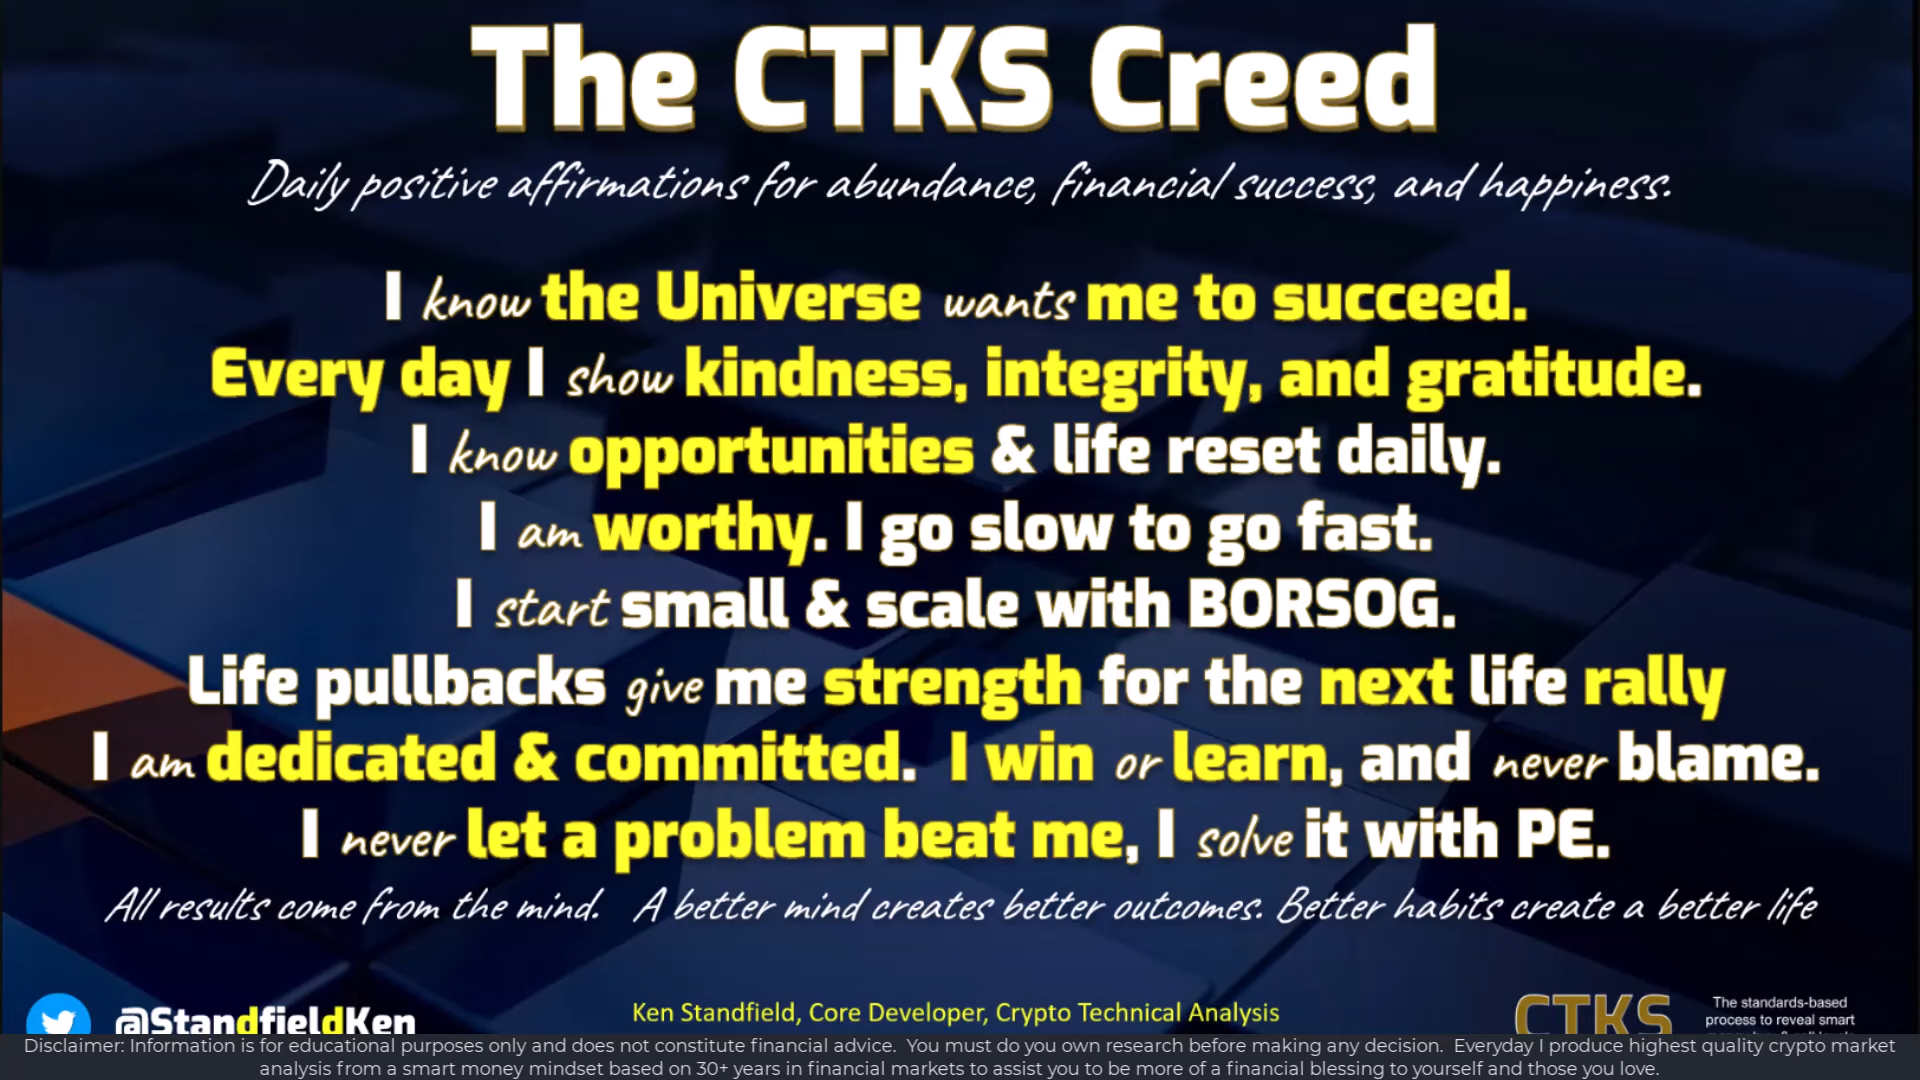 The CTKS Creed
Daily positive affirmations for abundance, financial success, and happiness.
I know the Universe wants me to succeed.
Every day I show kindness, integrity, and gratitude.
I know opportunities & life reset daily.
I am worthy. I go slow to go fast.
I start small & scale with BORSOG.
Life pullbacks give me strength for the next life rally
I am dedicated & committed. I win or learn, and never blame.
I never let a problem beat me, I solve it with PE.
All results come from the mind. A better mind creates better outcomes. Better habits create a better life
@StandfieldKen
Ken Standfield, Core Developer, Crypto Technical Analysis
CTKS
The standards-based
process to reveal smart
Disclaimer: Information is for educational purposes only and does not constitute financial advice. You must do you own research before making any decision. Everyday I produce highest quality crypto market
analysis from a smart money mindset based on 30+ years in financial markets to assist you to be more of a financial blessing to yourself and those you love.